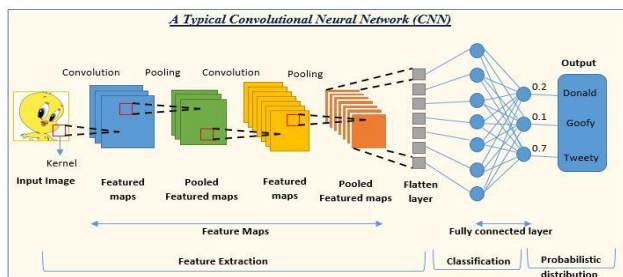 A Typical Convolutional Neural Network (CNN)
Convolution
Pooling
Convolution
Pooling
Output
0.2
Donald
0.1
Goofy
0.7
Tweety
Kernel
Input Image
Featured
maps
Pooled
Featured maps
Featured
maps
Pooled
Featured maps
Flatten
layer
Feature Maps
Fully connected layer
Feature Extraction
Classification
Probabilistic
distribution